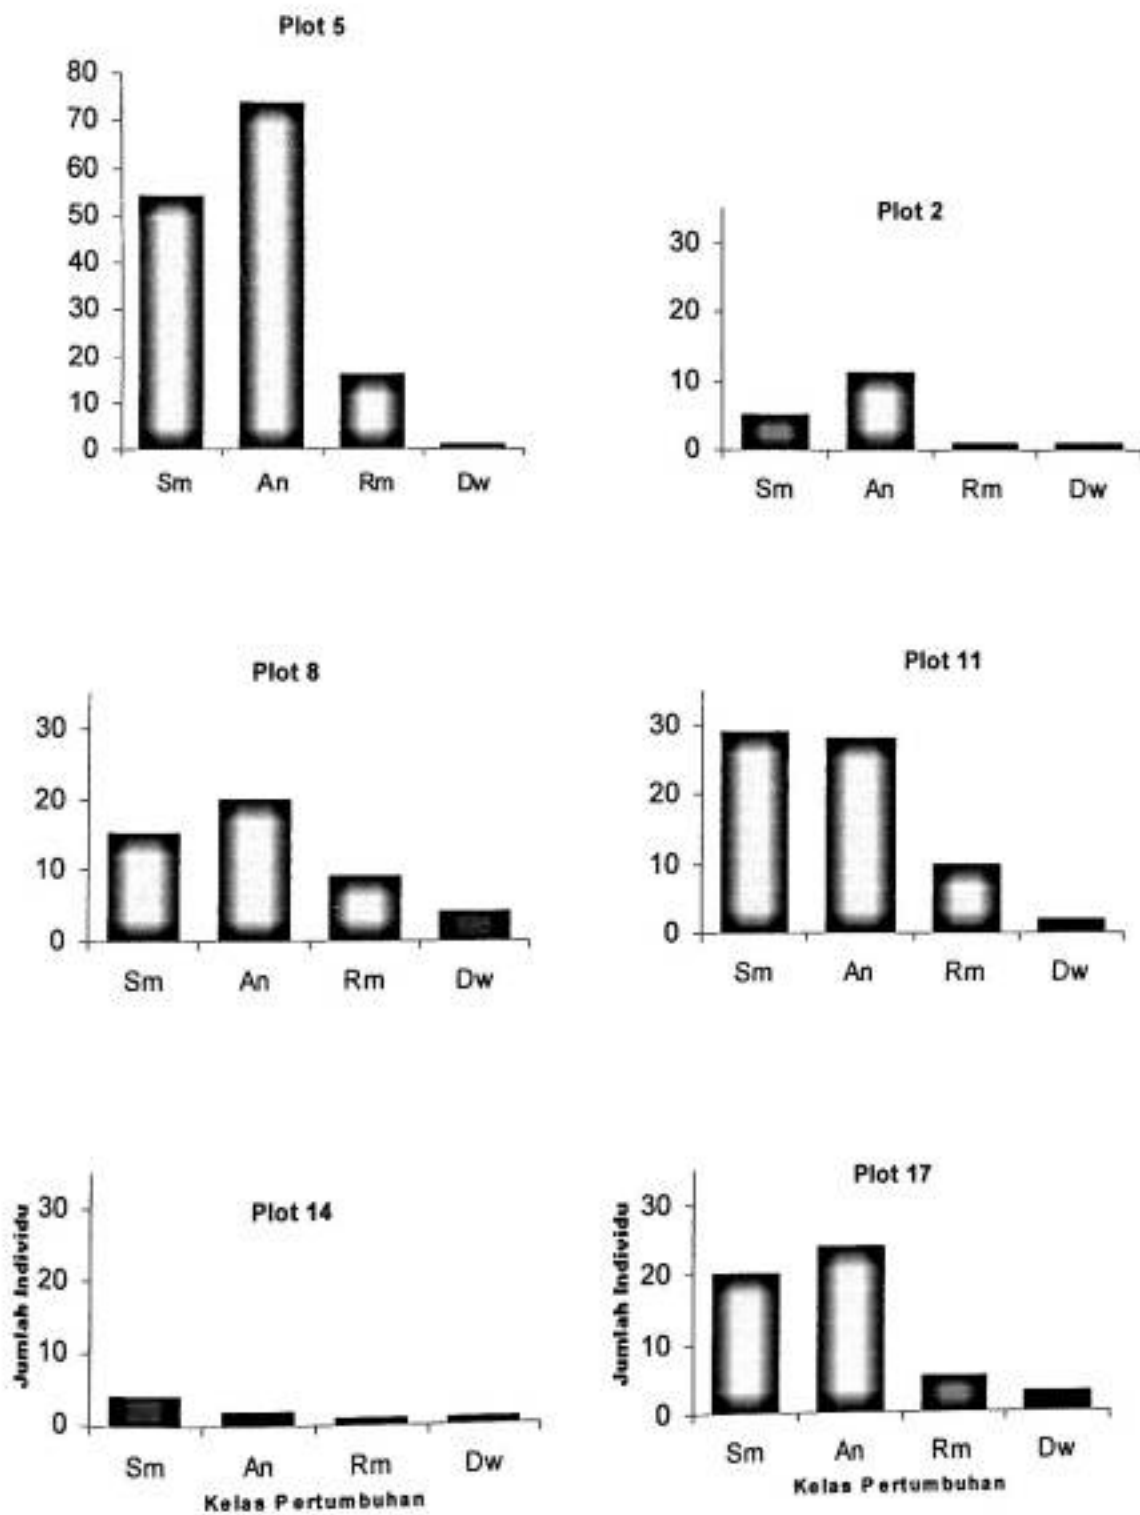 Plot 5
80
70
60
50
40
30
20
10
0
Sm An Rm Dw
Plot 2
30
20
10
0
Sm An Rm Dw
Plot 8
30
20
10
0
Sm An Rm Dw
Plot 11
30
20
10
0
Sm An Rm Dw
Plot 14
Jumlah Individu
30
20
10
0
Sm An Rm Dw
Kelas Pertumbuhan
Plot 17
Jumlah Individu
30
20
10
0
Sm An Rm Dw
Kelas Pertumbuhan